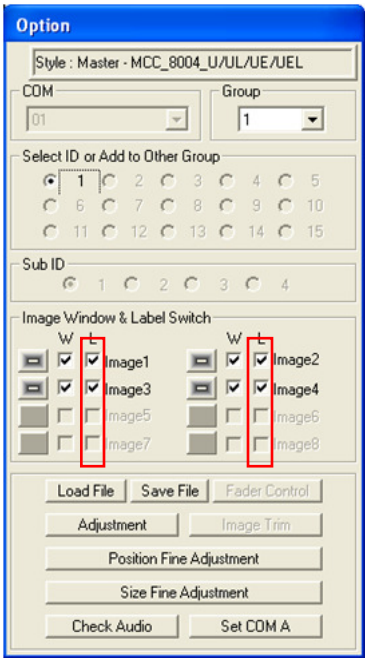 Option
Style : Master - MCC_8004_U/UL/UE/UEL
COM Group
01 1
Select ID or Add to Other Group
1 2 3 4 5
6 7 8 9 10
11 12 13 14 15
Sub ID
1 2 3 4
Image Window & Label Switch
W L W L
Image1 Image2
Image3 Image4
Image5 Image6
Image7 Image8
Load File Save File Fader Control
Adjustment Image Trim
Position Fine Adjustment
Size Fine Adjustment
Check Audio Set COM A